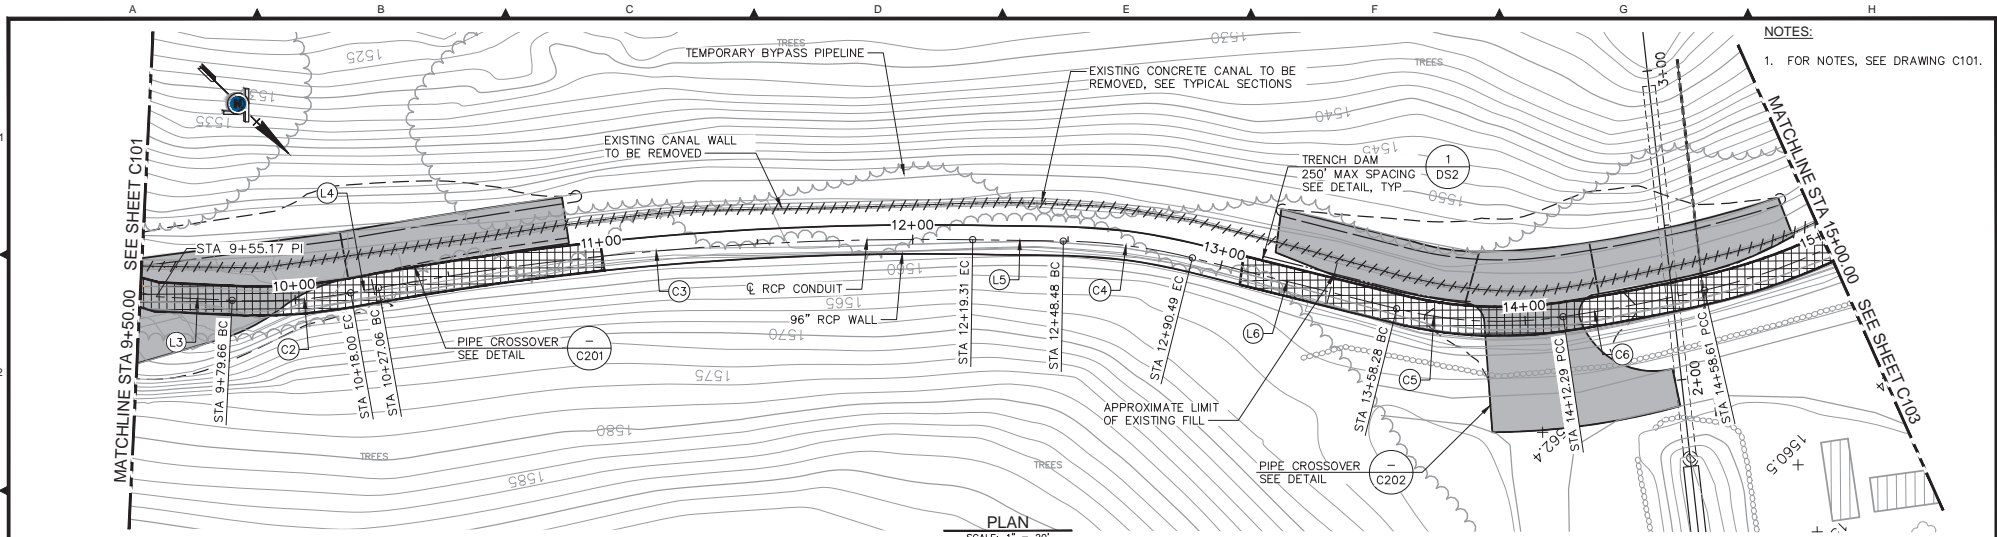 A B C D E F G H
NOTES:
1. FOR NOTES, SEE DRAWING C101.
TREES
1525
1530
TREES
TEMPORARY BYPASS PIPELINE
EXISTING CONCRETE CANAL TO BE
REMOVED, SEE TYPICAL SECTIONS
3+00
N
1535
1540
1
EXISTING CANAL WALL
TO BE REMOVED
1545
TRENCH DAM
250' MAX SPACING
SEE DETAIL, TYP
1
DS2
1550
MATCHLINE STA 9+50.00 SEE SHEET C101
MATCHLINE STA 15+00.00 SEE SHEET C103
L4
STA 9+55.17 PI
10+00
11+00
12+00
13+00
14+00
1560
1565
1570
1575
1580
1585
℄ RCP CONDUIT
96" RCP WALL
C3
L5
C4
L3
C2
L6
C5
C6
PIPE CROSSOVER
SEE DETAIL
–
C201
STA 9+79.66 BC
STA 10+18.00 EC
STA 10+27.06 BC
STA 12+19.31 EC
STA 12+48.48 BC
STA 12+90.49 EC
STA 13+58.28 BC
STA 14+12.29 PCC
STA 14+58.61 PCC
2+00
2
APPROXIMATE LIMIT
OF EXISTING FILL
PIPE CROSSOVER
SEE DETAIL
–
C202
1560.5
TREES
TREES
PLAN
SCALE: 1" = 20'